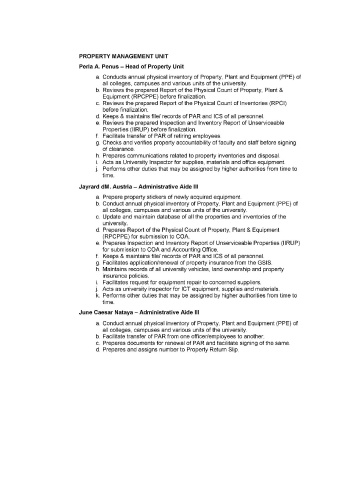 PROPERTY MANAGEMENT UNIT
Perla A. Penus – Head of Property Unit
a. Conducts annual physical inventory of Property, Plant and Equipment (PPE) of
all colleges, campuses and various units of the university.
b. Reviews the prepared Report of the Physical Count of Property, Plant &
Equipment (RPCPPE) before finalization.
c. Reviews the prepared Report of the Physical Count of Inventories (RPCI)
before finalization.
d. Keeps & maintains file/ records of PAR and ICS of all personnel.
e. Reviews the prepared Inspection and Inventory Report of Unserviceable
Properties (IIRUP) before finalization.
f. Facilitate transfer of PAR of retiring employees.
g. Checks and verifies property accountability of faculty and staff before signing
of clearance.
h. Prepares communications related to property inventories and disposal.
i. Acts as University Inspector for supplies, materials and office equipment.
j. Performs other duties that may be assigned by higher authorities from time to
time.
Jayrard dM. Austria – Administrative Aide III
a. Prepare property stickers of newly acquired equipment
b. Conduct annual physical inventory of Property, Plant and Equipment (PPE) of
all colleges, campuses and various units of the university.
c. Update and maintain database of all the properties and inventories of the
university.
d. Prepares Report of the Physical Count of Property, Plant & Equipment
(RPCPPE) for submission to COA.
e. Prepares Inspection and Inventory Report of Unserviceable Properties (IIRUP)
for submission to COA and Accounting Office.
f. Keeps & maintains file/ records of PAR and ICS of all personnel.
g. Facilitates application/renewal of property insurance from the GSIS.
h. Maintains records of all university vehicles, land ownership and property
insurance policies.
i. Facilitates request for equipment repair to concerned suppliers.
j. Acts as university inspector for ICT equipment, supplies and materials.
k. Performs other duties that may be assigned by higher authorities from time to
time.
June Caesar Nataya – Administrative Aide III
a. Conduct annual physical inventory of Property, Plant and Equipment (PPE) of
all colleges, campuses and various units of the university.
b. Facilitate transfer of PAR from one office/employees to another.
c. Prepares documents for renewal of PAR and facilitate signing of the same.
d. Prepares and assigns number to Property Return Slip.